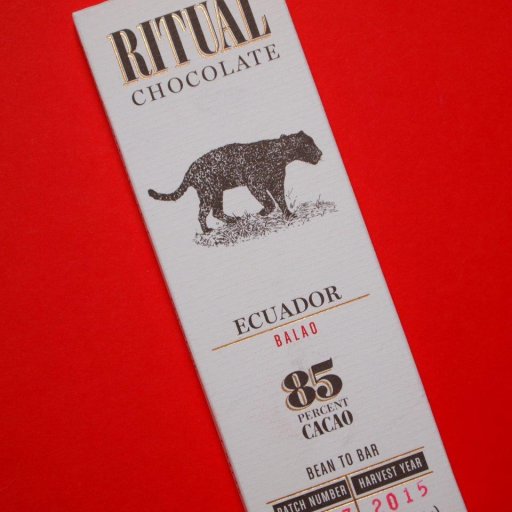 RITUAL
CHOCOLATE
ECUADOR
BALAO
85
PERCENT
CACAO
BEAN TO BAR
BATCH NUMBER HARVEST YEAR
2015